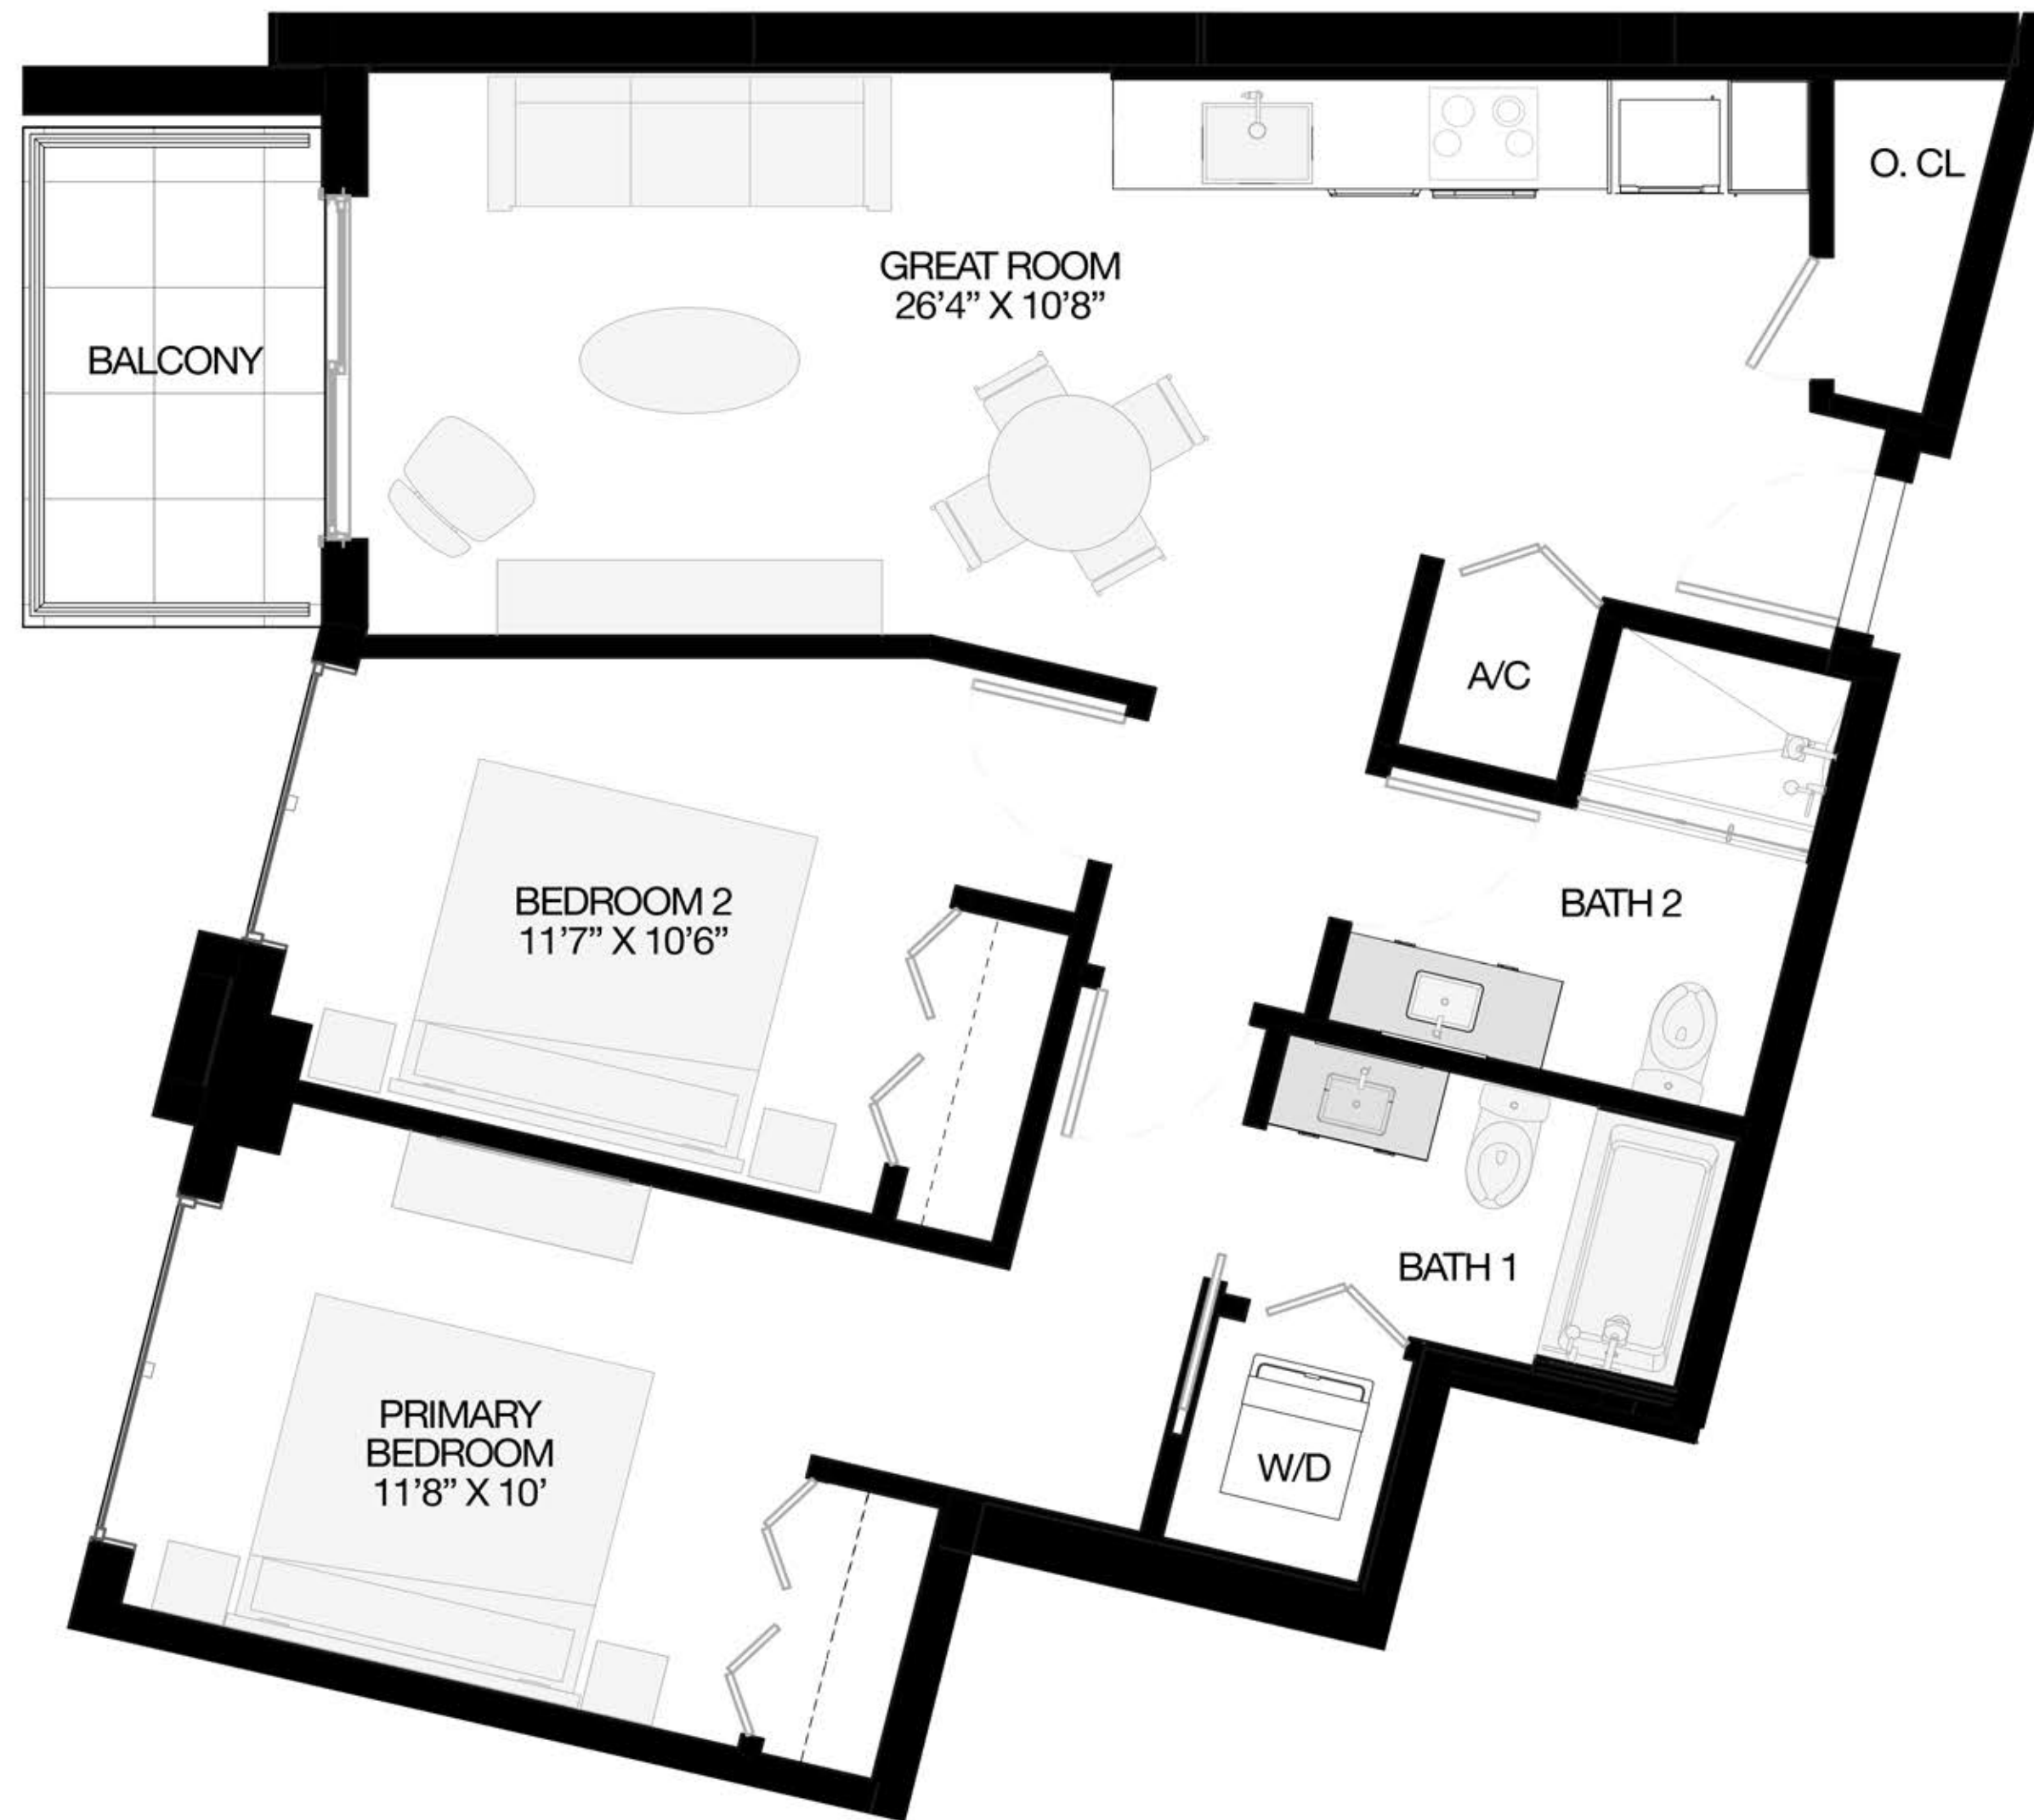 O. CL
GREAT ROOM
26’4” X 10’8”
BALCONY
A/C
BEDROOM 2
11’7” X 10’6”
BATH 2
BATH 1
PRIMARY
BEDROOM
11’8” X 10’
W/D